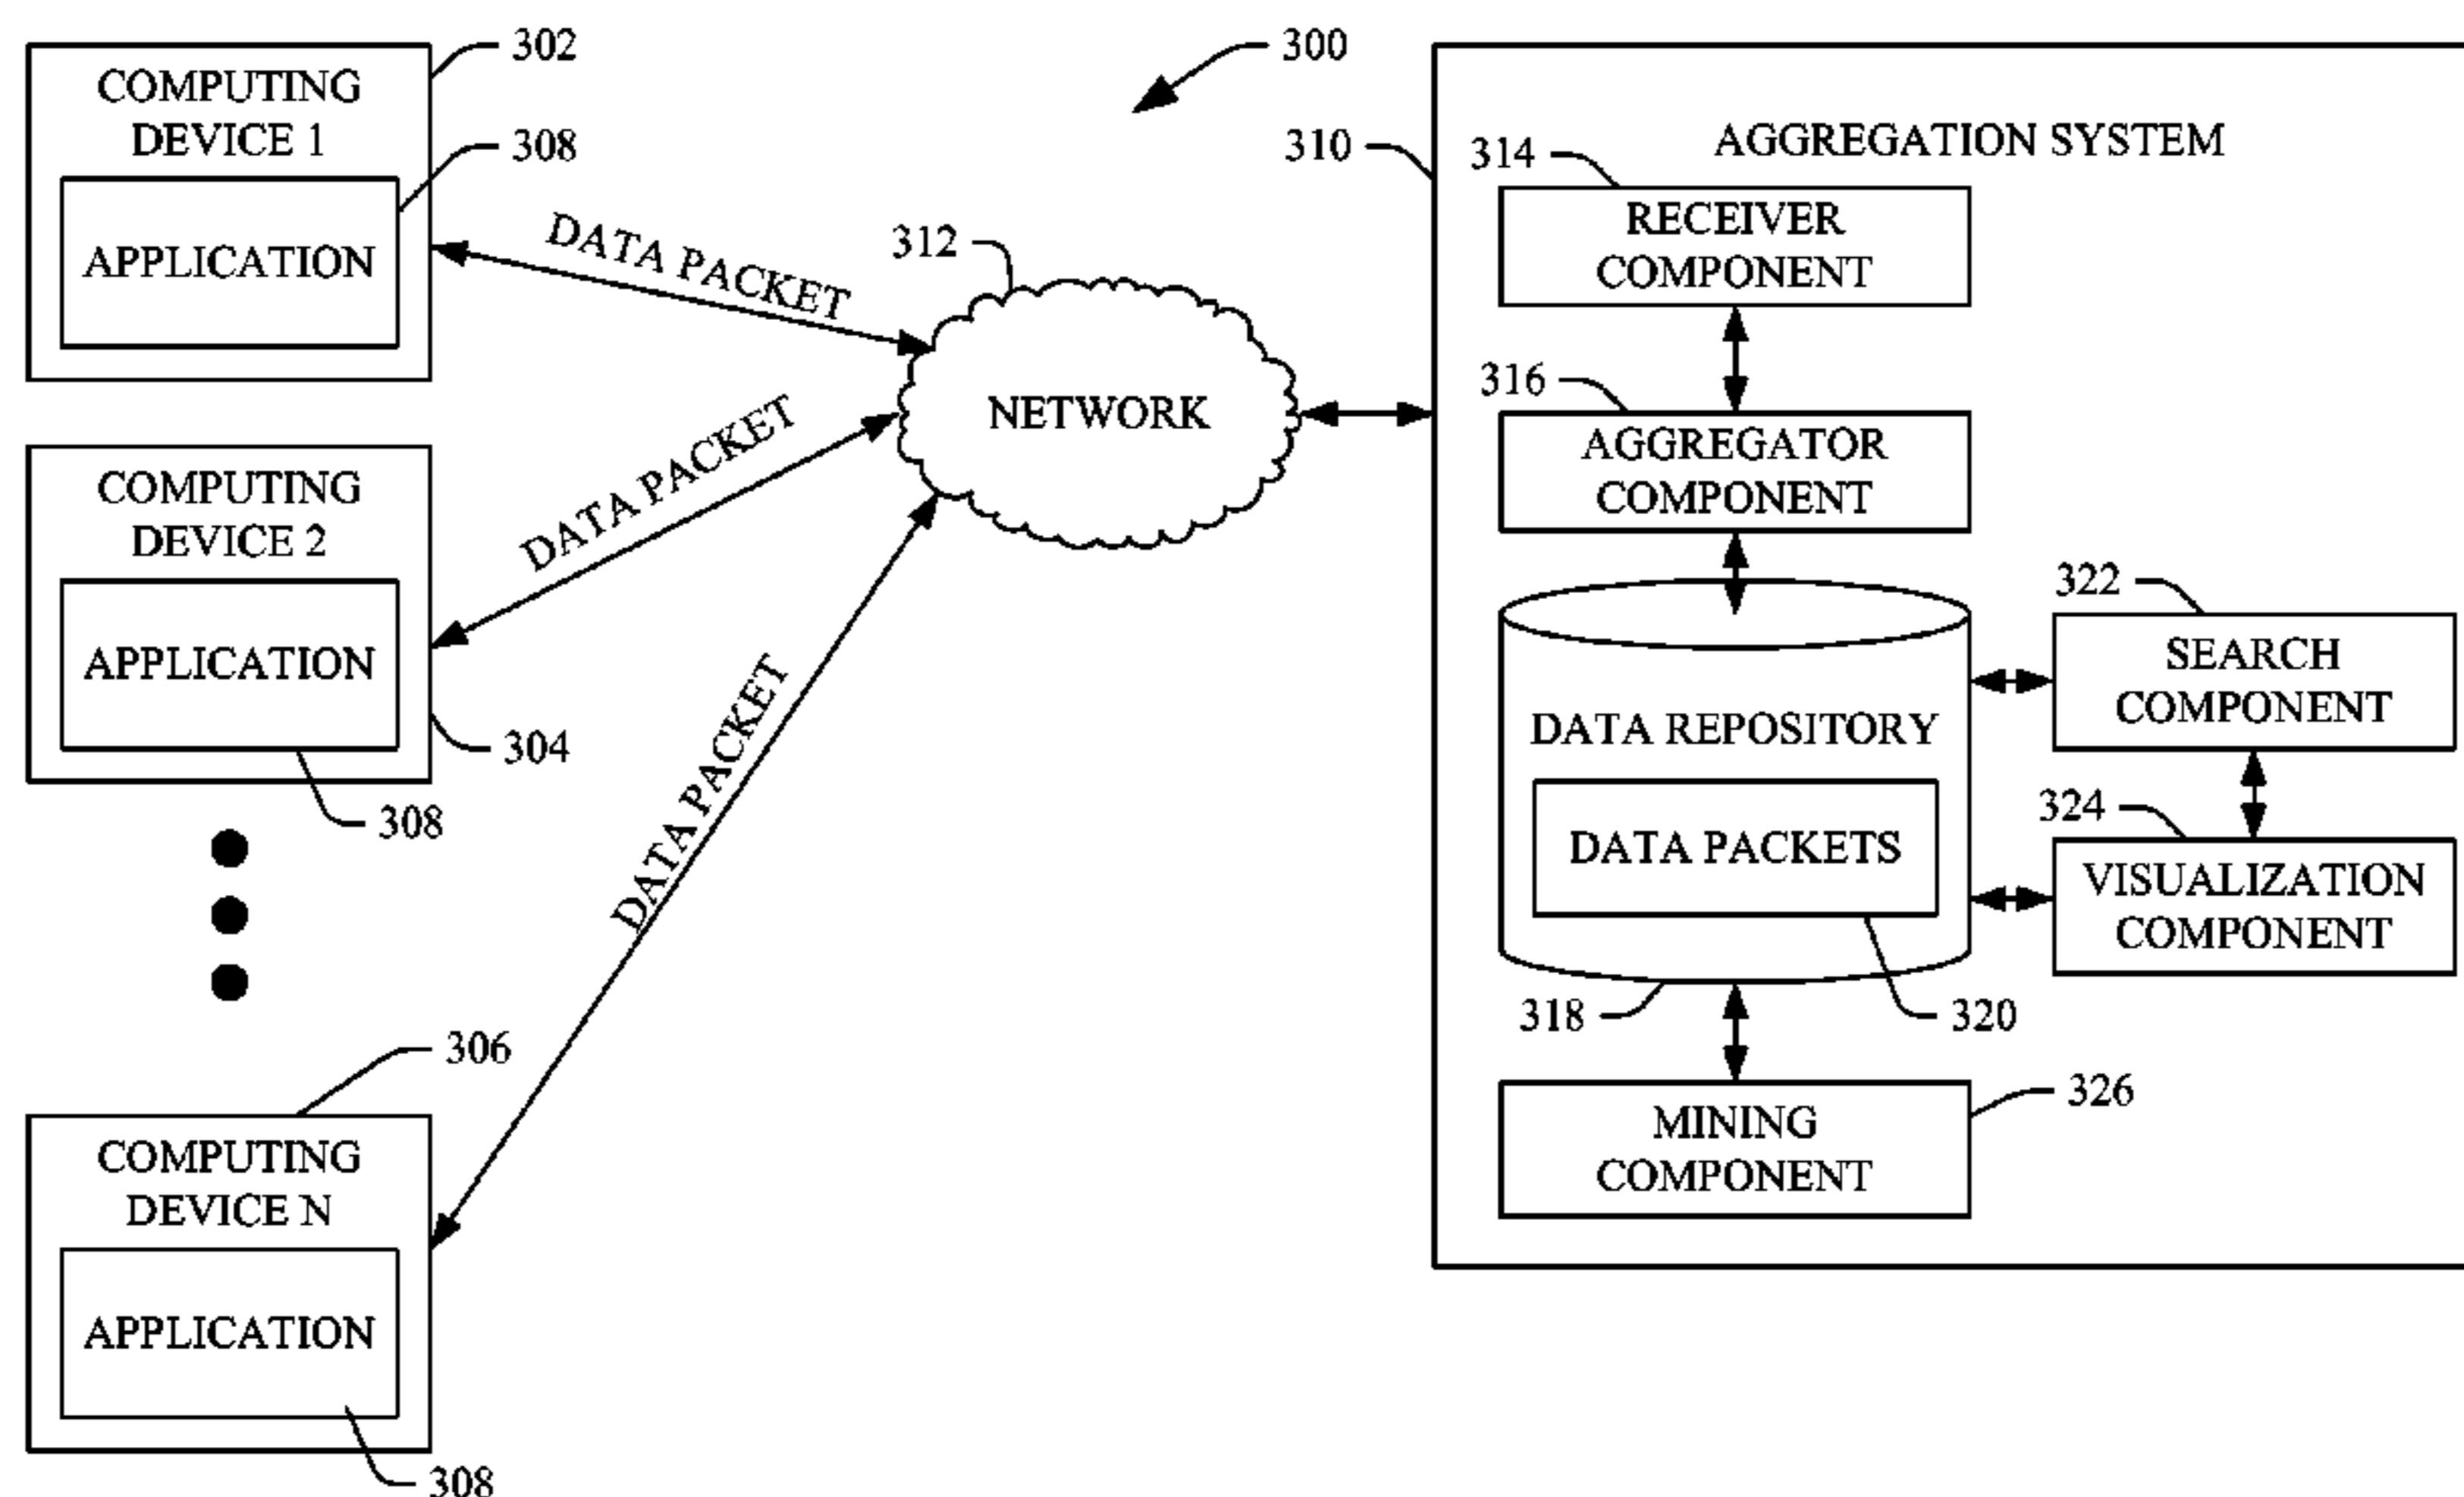 302
COMPUTING
DEVICE 1
308
APPLICATION
DATA PACKET
COMPUTING
DEVICE 2
APPLICATION
304
308
DATA PACKET
306
COMPUTING
DEVICE N
APPLICATION
308
DATA PACKET
312
NETWORK
300
310
AGGREGATION SYSTEM
314
RECEIVER
COMPONENT
316
AGGREGATOR
COMPONENT
DATA REPOSITORY
DATA PACKETS
318
320
322
SEARCH
COMPONENT
324
VISUALIZATION
COMPONENT
MINING
COMPONENT
326